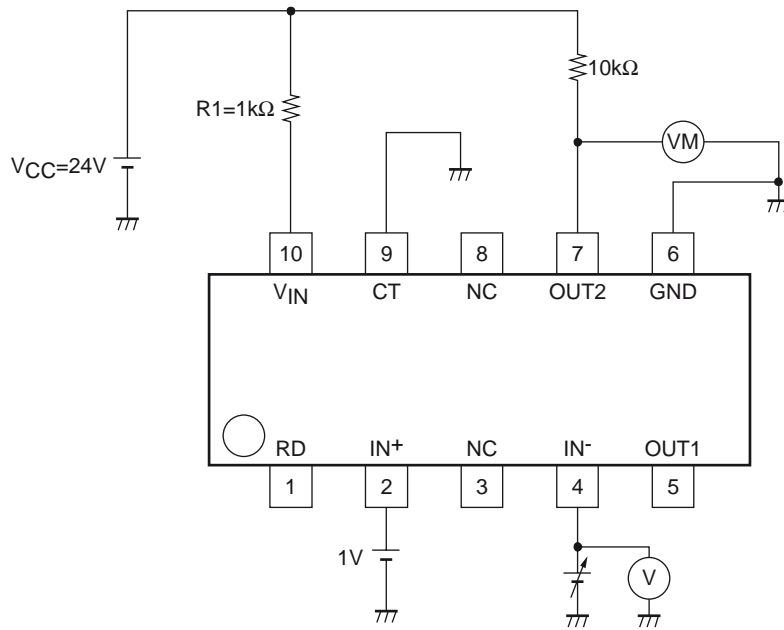 10kΩ
R1=1kΩ
VM
VCC=24V
10 9 8 7 6
VIN CT NC OUT2 GND
RD IN+ NC IN- OUT1
1 2 3 4 5
1V
V